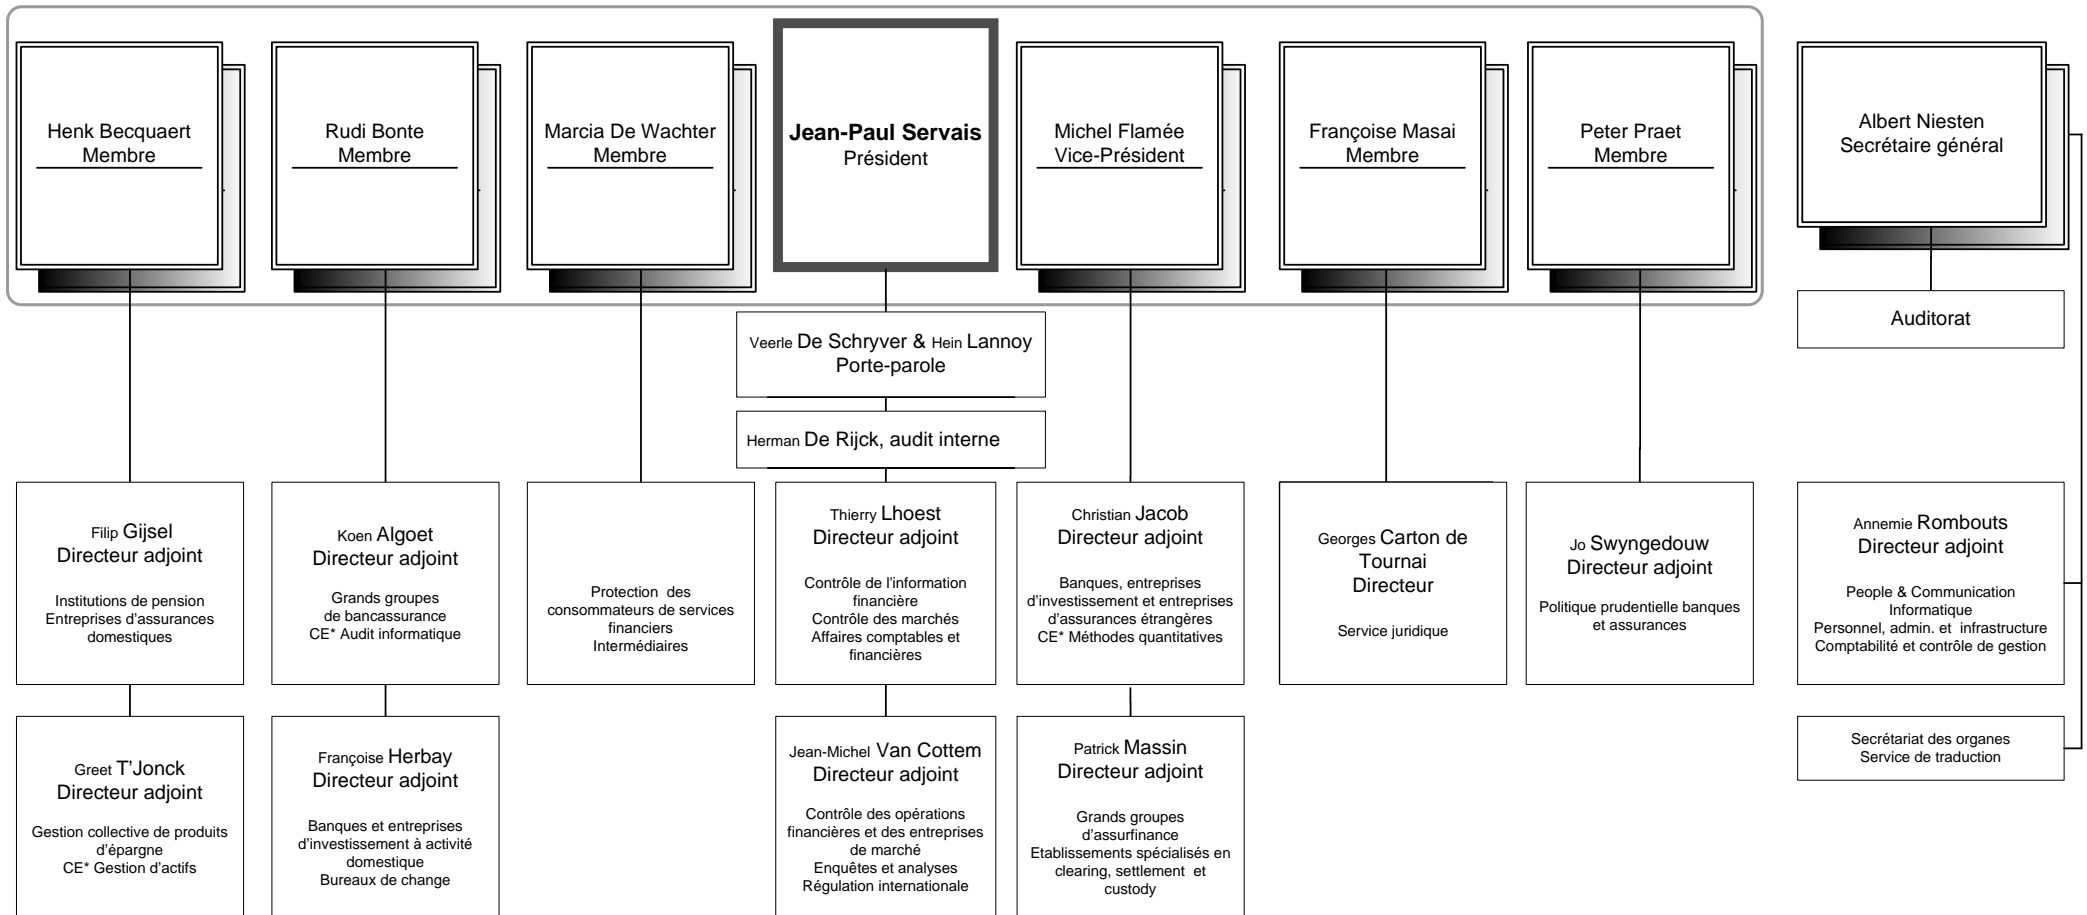 Henk Becquaert
Membre
Rudi Bonte
Membre
Marcia De Wachter
Membre
Jean-Paul Servais
Président
Michel Flamée
Vice-Président
Françoise Masai
Membre
Peter Praet
Membre
Albert Niesten
Secrétaire général
Auditorat
Veerle De Schryver & Hein Lannoy
Porte-parole
Herman De Rijck, audit interne
Filip Gijsel
Directeur adjoint
Institutions de pension
Entreprises d'assurances
domestiques
Koen Algoet
Directeur adjoint
Grands groupes
de bancassurance
CE* Audit informatique
Protection des
consommateurs de services
financiers
Intermédiaires
Thierry Lhoest
Directeur adjoint
Contrôle de l'information
financière
Contrôle des marchés
Affaires comptables et
financières
Christian Jacob
Directeur adjoint
Banques, entreprises
d'investissement et entreprises
d'assurances étrangères
CE* Méthodes quantitatives
Georges Carton de
Tournai
Directeur
Service juridique
Jo Swyngedouw
Directeur adjoint
Politique prudentielle banques
et assurances
Annemie Rombouts
Directeur adjoint
People & Communication
Informatique
Personnel, admin. et infrastructure
Comptabilité et contrôle de gestion
Greet T'Jonck
Directeur adjoint
Gestion collective de produits
d'épargne
CE* Gestion d'actifs
Françoise Herbay
Directeur adjoint
Banques et entreprises
d'investissement à activité
domestique
Bureaux de change
Jean-Michel Van Cottem
Directeur adjoint
Contrôle des opérations
financières et des entreprises
de marché
Enquêtes et analyses
Régulation internationale
Patrick Massin
Directeur adjoint
Grands groupes
d'assurfinance
Etablissements spécialisés en
clearing, settlement et
custody
Secrétariat des organes
Service de traduction